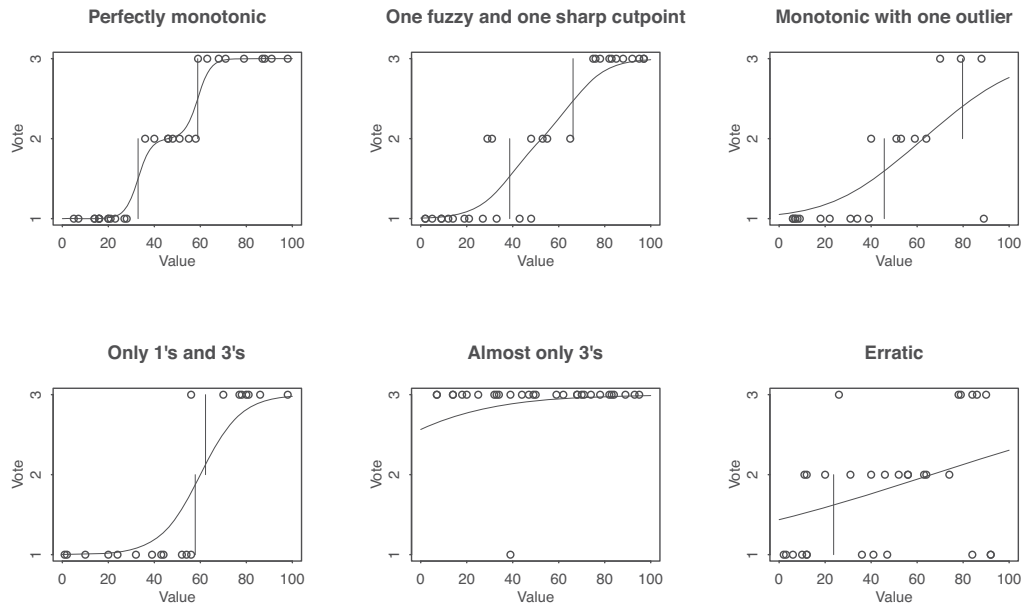 Perfectly monotonic
One fuzzy and one sharp cutpoint
Monotonic with one outlier
Vote
1
2
3
0 20 40 60 80 100
Value
Vote
1
2
3
0 20 40 60 80 100
Value
Vote
1
2
3
0 20 40 60 80 100
Value
Only 1's and 3's
Almost only 3's
Erratic
Vote
1
2
3
0 20 40 60 80 100
Value
Vote
1
2
3
0 20 40 60 80 100
Value
Vote
1
2
3
0 20 40 60 80 100
Value